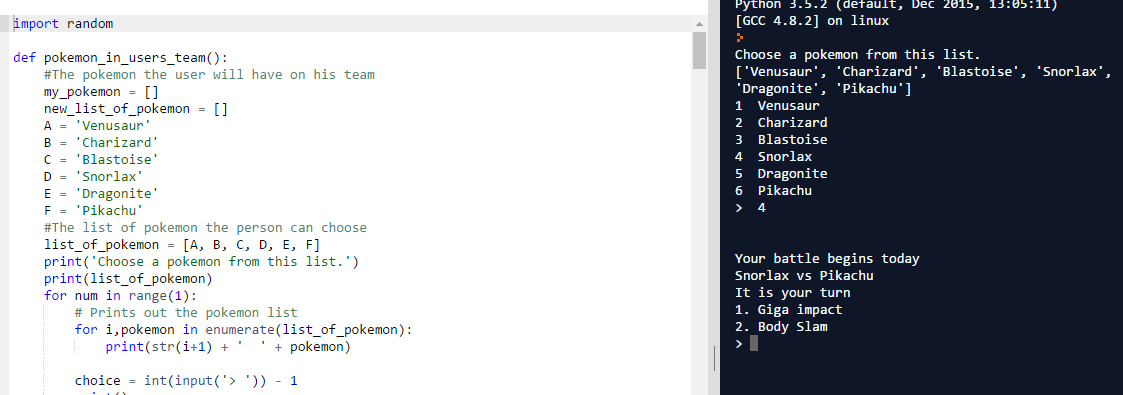 import random
def pokemon_in_users_team():
#The pokemon the user will have on his team
my_pokemon = []
new_list_of_pokemon = []
A = 'Venusaur'
B = 'Charizard'
C = 'Blastoise'
D = 'Snorlax'
E = 'Dragonite'
F = 'Pikachu'
#The list of pokemon the person can choose
list_of_pokemon = [A, B, C, D, E, F]
print('Choose a pokemon from this list.')
print(list_of_pokemon)
for num in range(1):
# Prints out the pokemon list
for i,pokemon in enumerate(list_of_pokemon):
print(str(i+1) + '  ' + pokemon)
choice = int(input('> ')) - 1
Python 3.5.2 (default, Dec 2015, 13:05:11)
[GCC 4.8.2] on linux
Choose a pokemon from this list.
['Venusaur', 'Charizard', 'Blastoise', 'Snorlax',
'Dragonite', 'Pikachu']
1  Venusaur
2  Charizard
3  Blastoise
4  Snorlax
5  Dragonite
6  Pikachu
>  4
Your battle begins today
Snorlax vs Pikachu
It is your turn
1. Giga impact
2. Body Slam
>